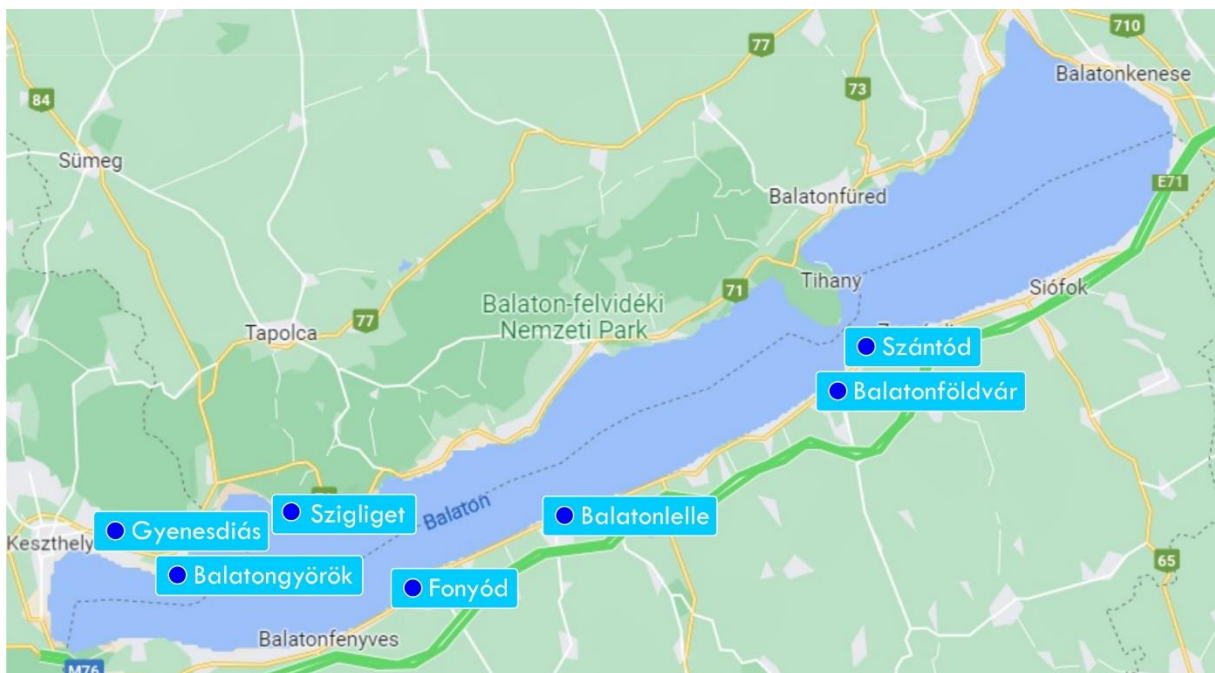 710
77
73
Balatonkenese
84
Sümeg
E71
Balatonfüred
Tihany
Siófok
71
Balaton-felvidéki
Nemzeti Park
77
Tapolca
Szántód
Balatonföldvár
Szigliget
Balaton
Balatonlelle
Gyenesdiás
Keszthely
Balatongyörök
Fonyód
65
Balatonfenyves
M76